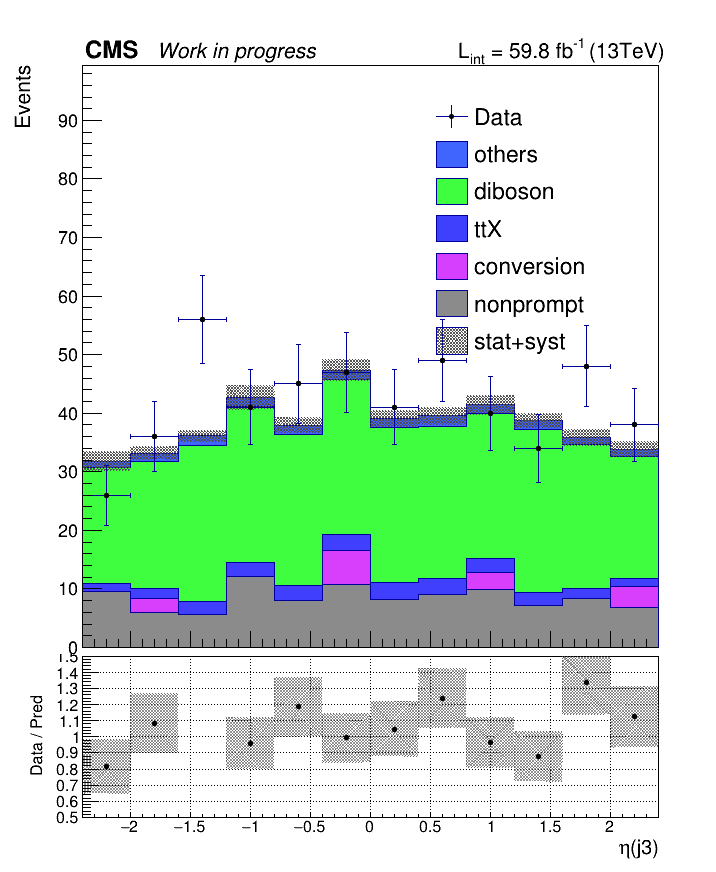 CMS Work in progress L_int = 59.8 fb^-1 (13TeV)
Events
90
80
70
60
50
40
30
20
10
0
Data
others
diboson
ttX
conversion
nonprompt
stat+syst
Data / Pred
1.5
1.4
1.3
1.2
1.1
1
0.9
0.8
0.7
0.6
0.5
−2 −1.5 −1 −0.5 0 0.5 1 1.5 2
η(j3)